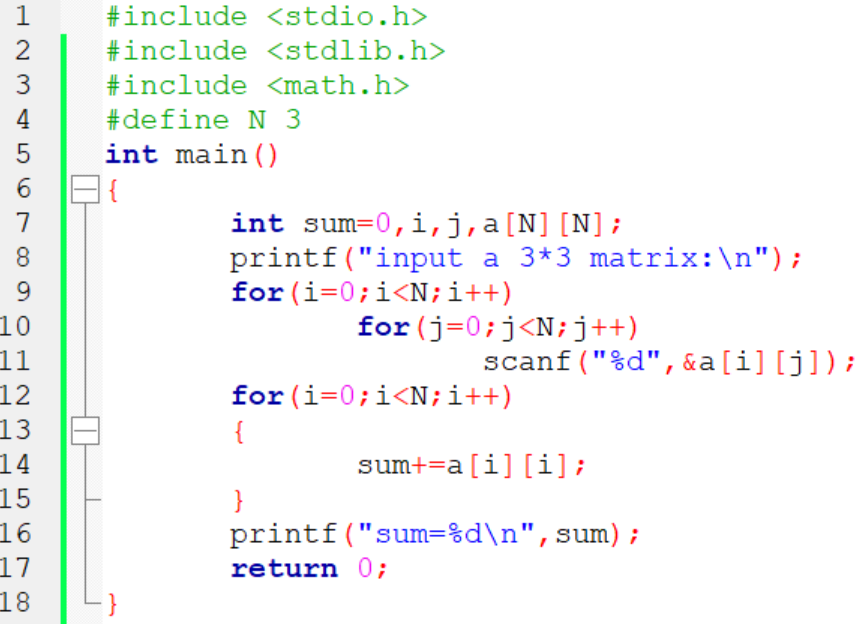 1 #include <stdio.h>
2 #include <stdlib.h>
3 #include <math.h>
4 #define N 3
5 int main()
6 {
7 int sum=0,i,j,a[N][N];
8 printf("input a 3*3 matrix:\n");
9 for(i=0;i<N;i++)
10 for(j=0;j<N;j++)
11 scanf("%d",&a[i][j]);
12 for(i=0;i<N;i++)
13 {
14 sum+=a[i][i];
15 }
16 printf("sum=%d\n",sum);
17 return 0;
18 }